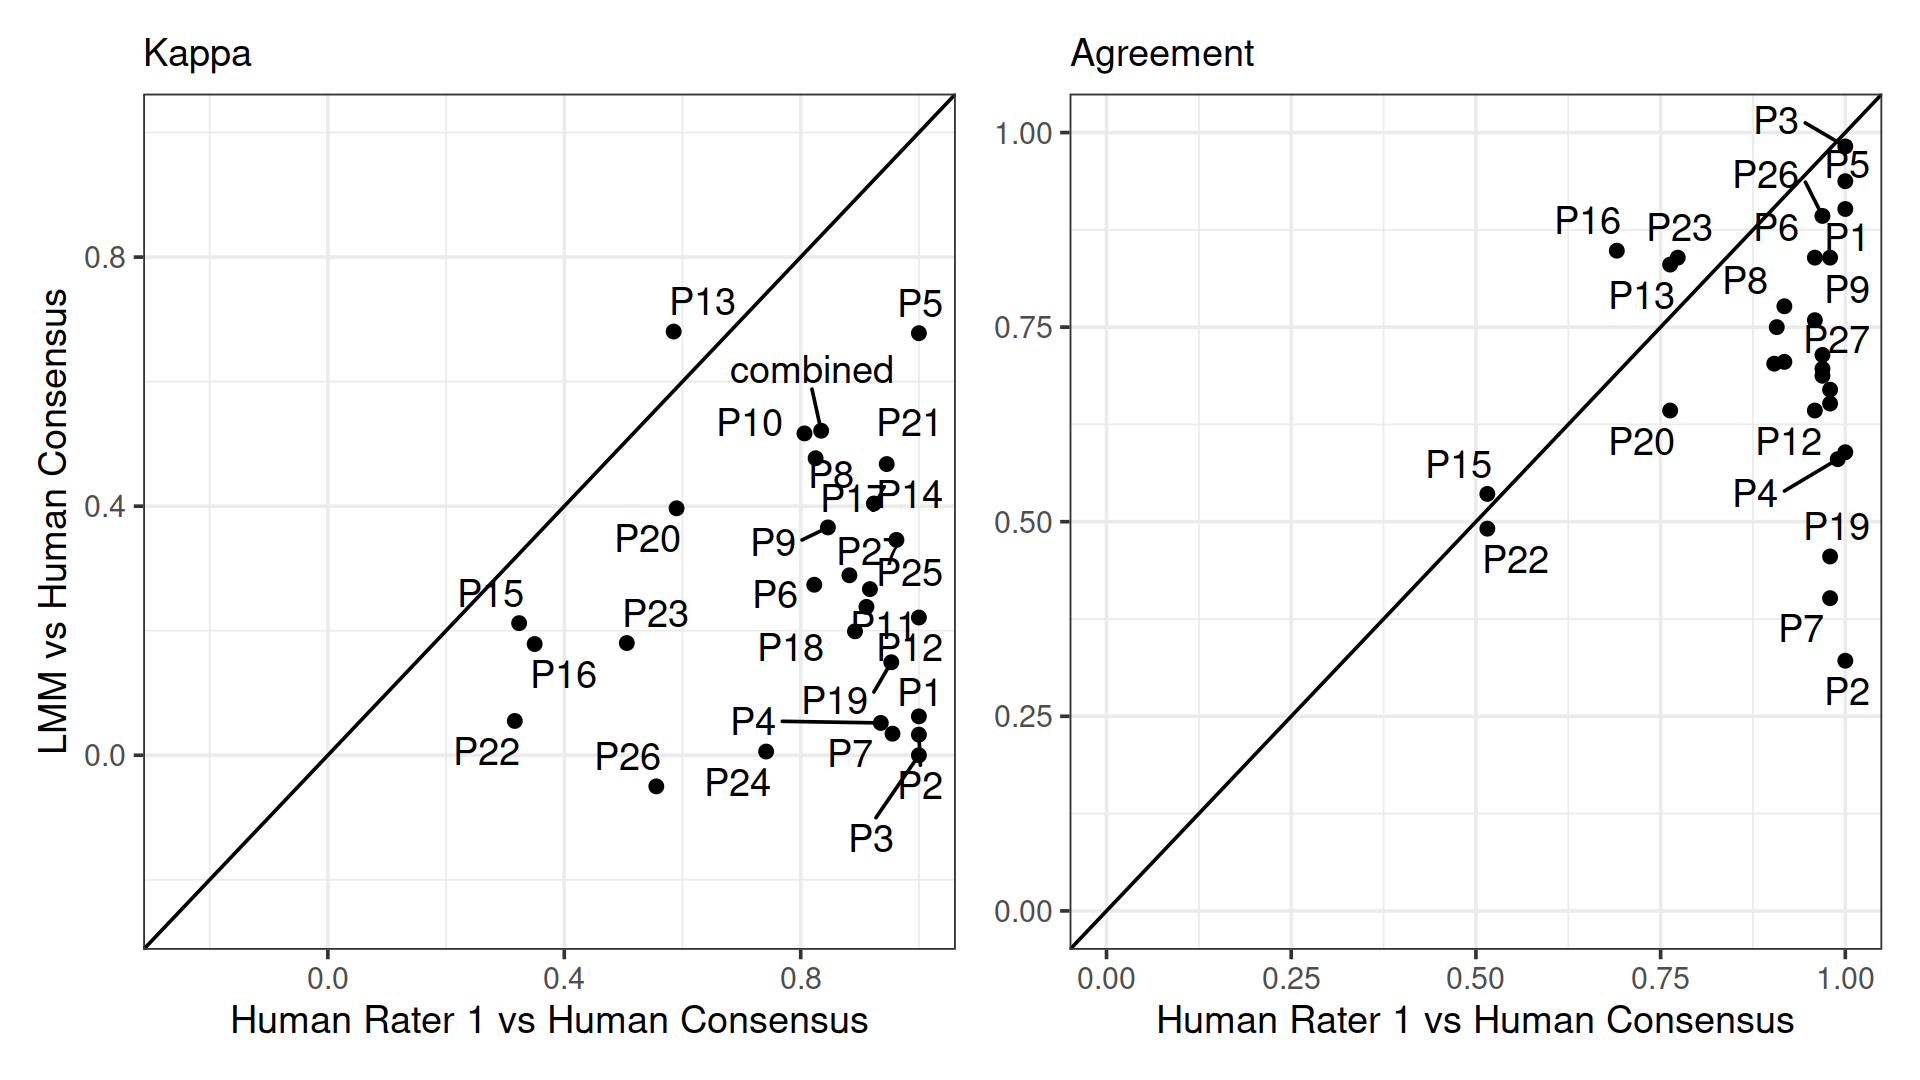 Kappa
Agreement
LMM vs Human Consensus
0.8
0.4
0.0
P13
P5
combined
P10
P21
P8
P17
P14
P20
P9
P27
P25
P6
P15
P23
P11
P18
P12
P16
P19
P1
P4
P22
P26
P7
P24
P2
P3
0.0
0.4
0.8
Human Rater 1 vs Human Consensus
1.00
0.75
0.50
0.25
0.00
P3
P5
P26
P16
P23
P6
P1
P8
P13
P9
P27
P20
P12
P15
P4
P19
P22
P7
P2
0.00
0.25
0.50
0.75
1.00
Human Rater 1 vs Human Consensus